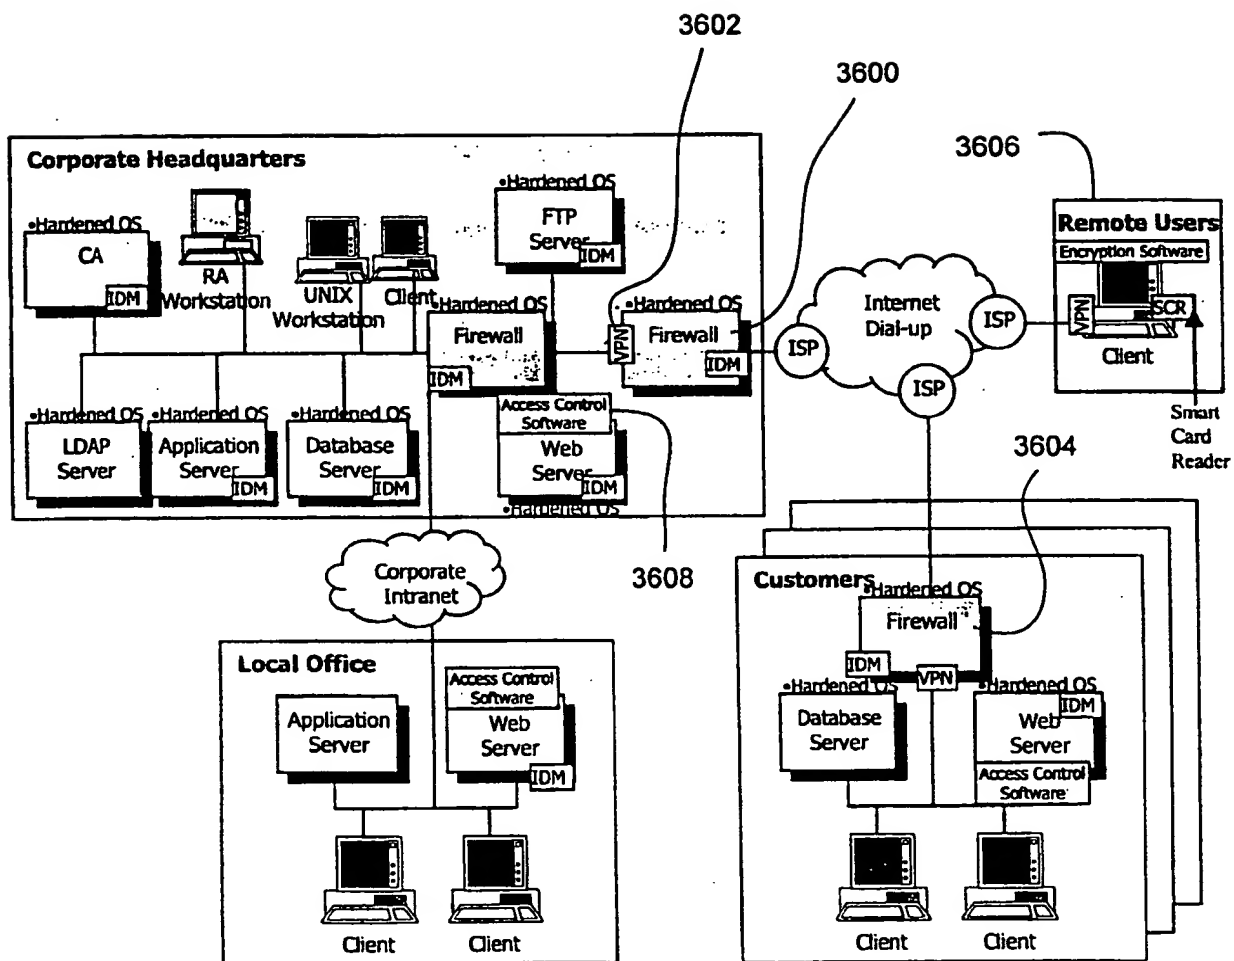 3602
3600
3606
3604
3608
Corporate Headquarters
•Hardened OS
CA
IDM
RA
Workstation
UNIX
Workstation
Client
•Hardened OS
FTP
Server
IDM
•Hardened OS
Firewall
IDM
VPN
•Hardened OS
Firewall
IDM
•Hardened OS
LDAP
Server
•Hardened OS
Application
Server
IDM
•Hardened OS
Database
Server
IDM
Access Control
Software
Web
Server
IDM
•Hardened OS
ISP
Internet
Dial-up
ISP
ISP
Remote Users
Encryption Software
VPN
SCR
Client
Smart
Card
Reader
Corporate
Intranet
Local Office
Application
Server
Access Control
Software
Web
Server
IDM
Client
Client
Customers
•Hardened OS
Firewall
IDM
VPN
•Hardened OS
Database
Server
•Hardened OS
IDM
Web
Server
Access Control
Software
Client
Client